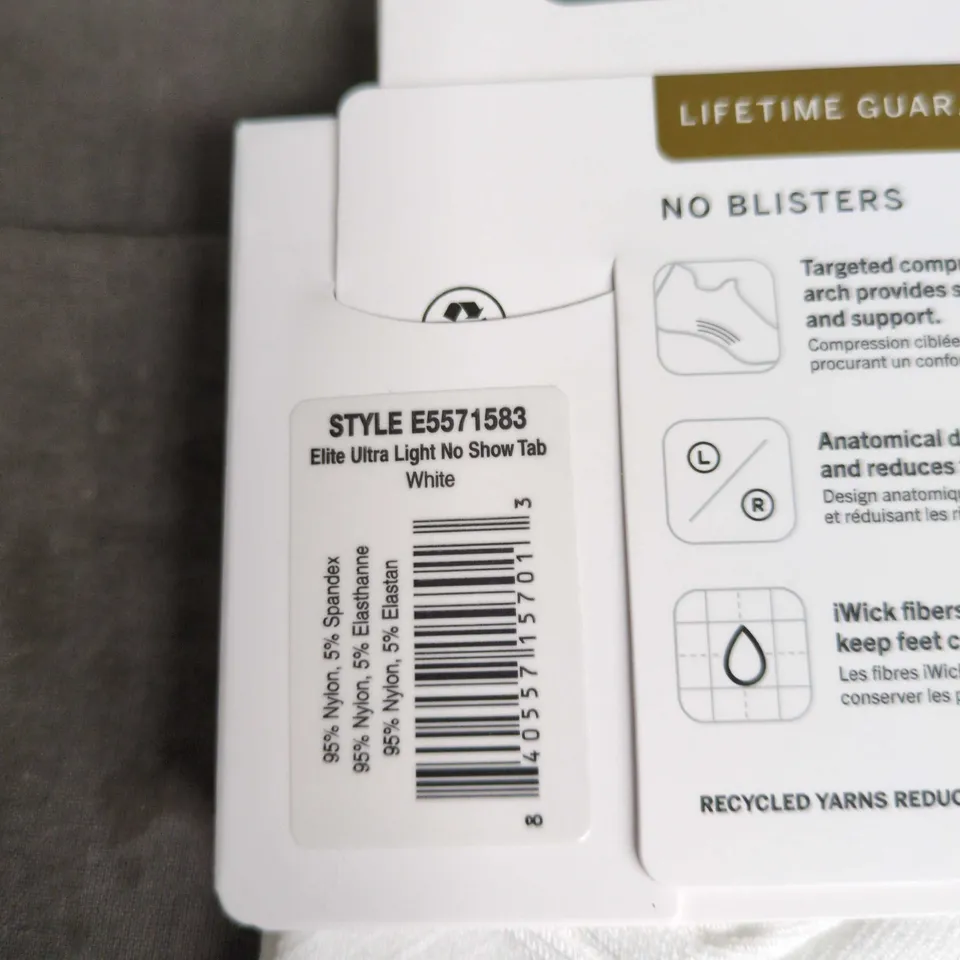 LIFETIME GUAR
NO BLISTERS
Targeted comp
arch provides s
and support.
Compression ciblée
procurant un confo
L
R
Anatomical d
and reduces
Design anatomiq
et réduisant les ri
iWick fibers
keep feet c
Les fibres iWick
conserver les p
RECYCLED YARNS REDUC
STYLE E5571583
Elite Ultra Light No Show Tab
White
95% Nylon, 5% Spandex
95% Nylon, 5% Elasthanne
95% Nylon, 5% Elastan
8 40557 15701 3